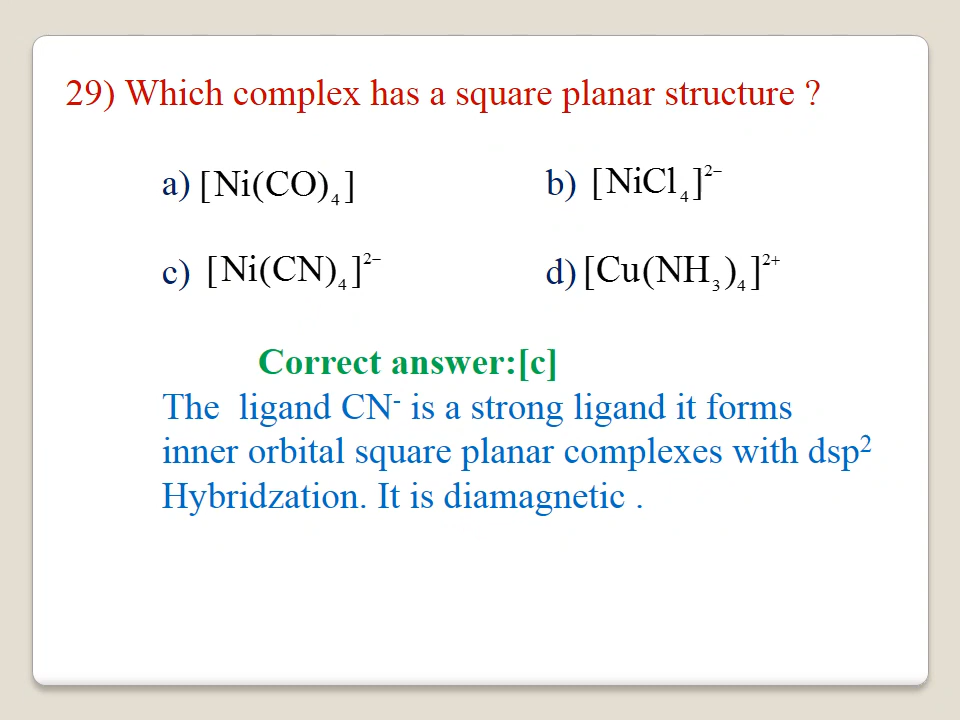 29) Which complex has a square planar structure ?
a) [Ni(CO)₄] b) [NiCl₄]²⁻
c) [Ni(CN)₄]²⁻ d) [Cu(NH₃)₄]²⁺
Correct answer:[c]
The ligand CN⁻ is a strong ligand it forms
inner orbital square planar complexes with dsp²
Hybridzation. It is diamagnetic .